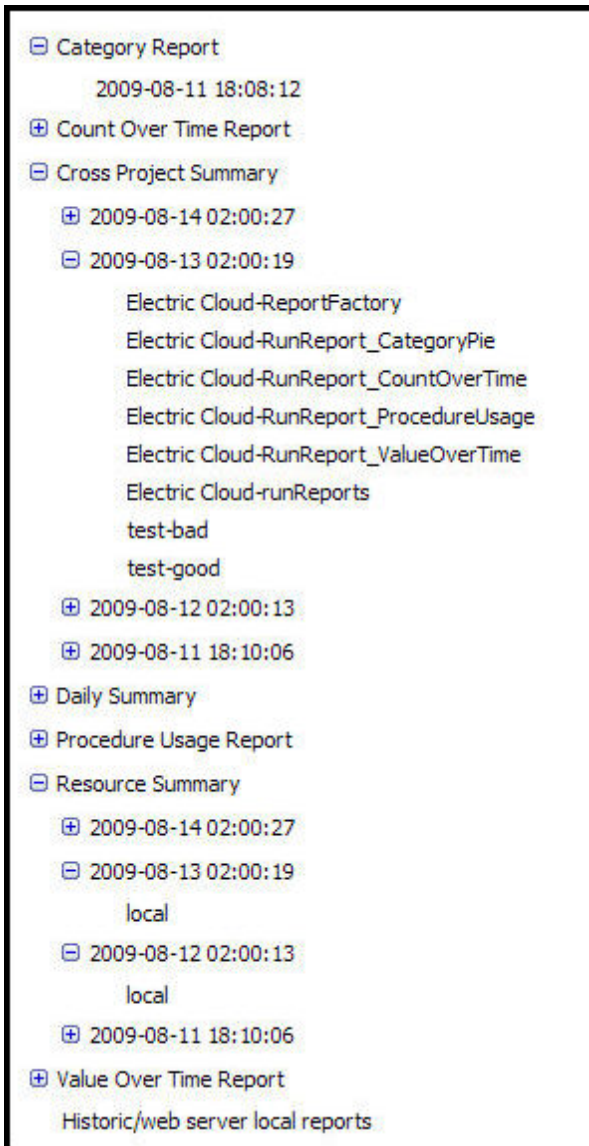 Category Report
2009-08-11 18:08:12
Count Over Time Report
Cross Project Summary
2009-08-14 02:00:27
2009-08-13 02:00:19
Electric Cloud-ReportFactory
Electric Cloud-RunReport_CategoryPie
Electric Cloud-RunReport_CountOverTime
Electric Cloud-RunReport_ProcedureUsage
Electric Cloud-RunReport_ValueOverTime
Electric Cloud-runReports
test-bad
test-good
2009-08-12 02:00:13
2009-08-11 18:10:06
Daily Summary
Procedure Usage Report
Resource Summary
2009-08-14 02:00:27
2009-08-13 02:00:19
local
2009-08-12 02:00:13
local
2009-08-11 18:10:06
Value Over Time Report
Historic/web server local reports